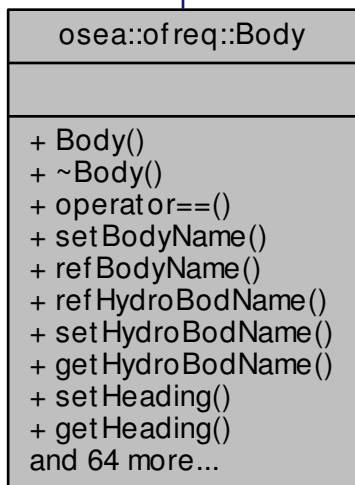 osea::ofreq::Body
+ Body()
+ ~Body()
+ operator==()
+ setBodyName()
+ refBodyName()
+ refHydroBodName()
+ setHydroBodName()
+ getHydroBodName()
+ setHeading()
+ getHeading()
and 64 more...